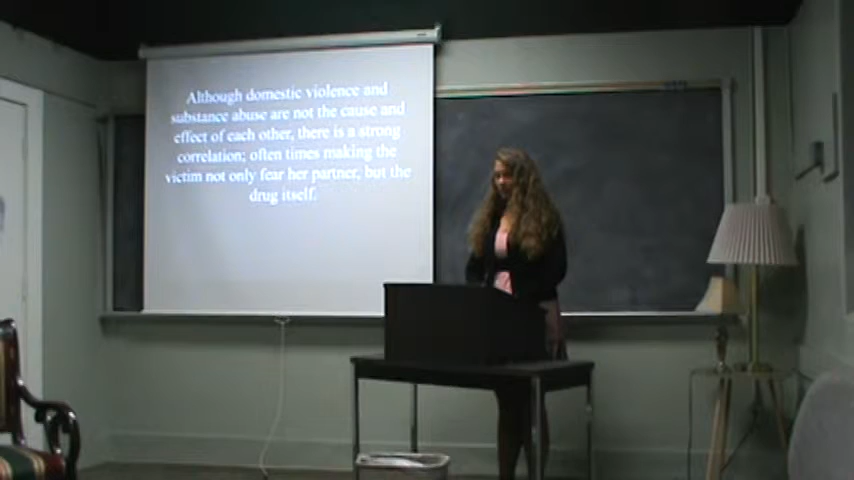 Although domestic violence and
substance abuse are not the cause and
effect of each other, there is a strong
correlation; often times making the
victim not only fear her partner, but the
drug itself.